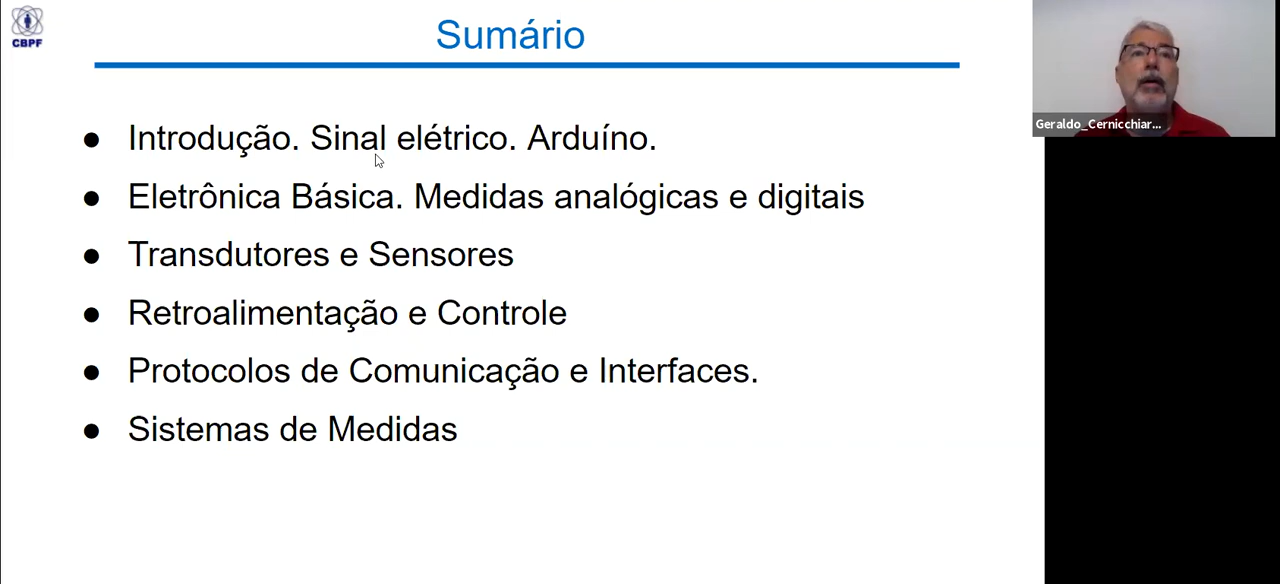 CBPF
Sumário
Geraldo_Cernicchiar...
● Introdução. Sinal elétrico. Arduíno.
● Eletrônica Básica. Medidas analógicas e digitais
● Transdutores e Sensores
● Retroalimentação e Controle
● Protocolos de Comunicação e Interfaces.
● Sistemas de Medidas